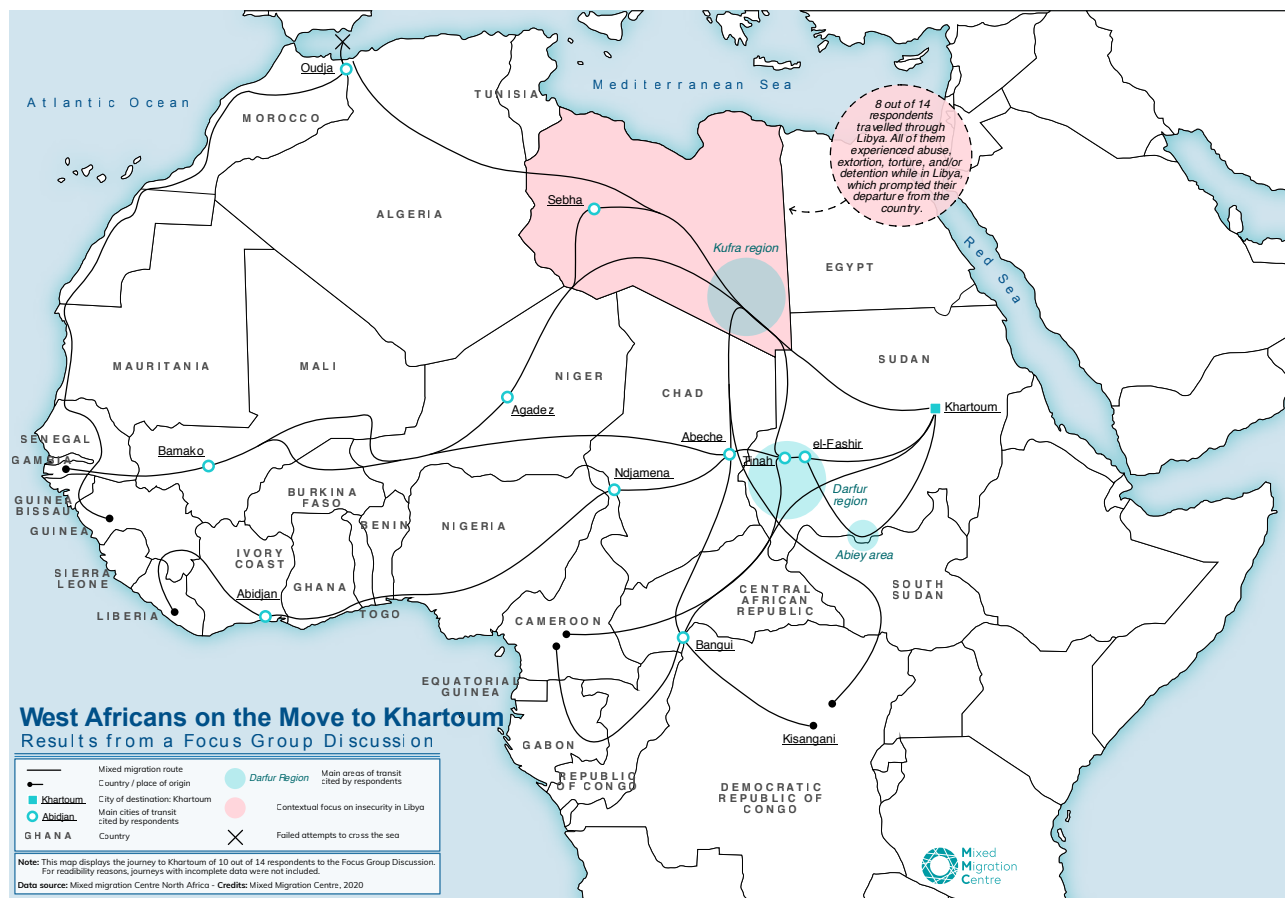 Oudja
Mediterranean Sea
Atlantic Ocean
TUNISIA
MOROCCO
8 out of 14
respondents
travelled through
Libya. All of them
experienced abuse,
extortion, torture, and/or
detention while in Libya,
which prompted their
departure from the
country.
Sebha
ALGERIA
Kufra region
EGYPT
Red Sea
MAURITANIA
MALI
NIGER
CHAD
SUDAN
Agadez
Khartoum
SENEGAL
GAMBIA
Bamako
Abeche
el-Fashir
Tinah
Ndjamena
GUINEA
BISSAU
GUINEA
BURKINA
FASO
BENIN
NIGERIA
Darfur
region
Abiey area
IVORY
COAST
GHANA
SIERRA
LEONE
Abidjan
LIBERIA
TOGO
CENTRAL
AFRICAN
REPUBLIC
SOUTH
SUDAN
CAMEROON
Bangui
EQUATORIAL
GUINEA
Kisangani
GABON
REPUBLIC
OF CONGO
DEMOCRATIC
REPUBLIC OF
CONGO
West Africans on the Move to Khartoum
Results from a Focus Group Discussion
Mixed migration route
Country / place of origin
Khartoum City of destination: Khartoum
Abidjan Main cities of transit
cited by respondents
GHANA Country
Darfur Region Main areas of transit
cited by respondents
Contextual focus on insecurity in Libya
Failed attempts to cross the sea
Note: This map displays the journey to Khartoum of 10 out of 14 respondents to the Focus Group Discussion.
For readibility reasons, journeys with incomplete data were not included.
Data source: Mixed migration Centre North Africa - Credits: Mixed Migration Centre, 2020
Mixed
Migration
Centre